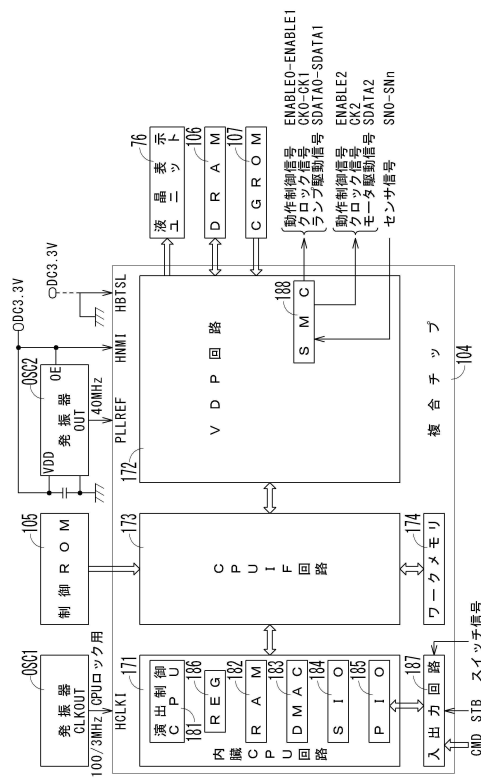 OSC1
発振器
CLKOUT
100/3MHz
CPUロック用
HCLKI
105
制御ROM
OSC2
VDD
発振器
OE
OUT
40MHz
PLLREF
DC3.3V
HNMI
DC3.3V
HBTSL
171
演出制御
CPU
181
186
REG
182
CRAM
183
DMAC
184
SIO
185
PIO
内臓CPU回路
187
入出力回路
CMD
STB
スイッチ信号
173
CPUIF回路
174
ワークメモリ
172
VDP回路
188
SMC
複合チップ
104
76
液晶表示
ユニット
106
DRAM
107
CGROM
動作制御信号 ENABLE0-ENABLE1
クロック信号 CK0-CK1
ランプ駆動信号 SDATA0-SDATA1
動作制御信号 ENABLE2
クロック信号 CK2
モータ駆動信号 SDATA2
センサ信号 SN0-SNn